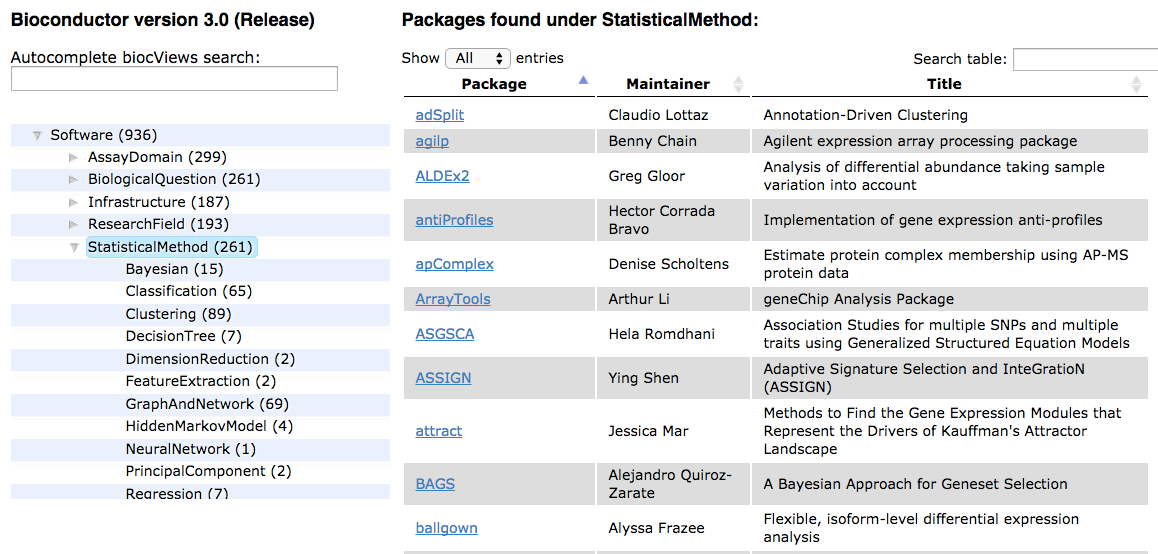 Bioconductor version 3.0 (Release)
Autocomplete biocViews search:
Software (936)
AssayDomain (299)
BiologicalQuestion (261)
Infrastructure (187)
ResearchField (193)
StatisticalMethod (261)
Bayesian (15)
Classification (65)
Clustering (89)
DecisionTree (7)
DimensionReduction (2)
FeatureExtraction (2)
GraphAndNetwork (69)
HiddenMarkovModel (4)
NeuralNetwork (1)
PrincipalComponent (2)
Regression (7)
Packages found under StatisticalMethod:
Show All entries
Search table:
Package Maintainer Title
adSplit Claudio Lottaz Annotation-Driven Clustering
agilp Benny Chain Agilent expression array processing package
ALDEx2 Greg Gloor Analysis of differential abundance taking sample
variation into account
antiProfiles Hector Corrada
Bravo Implementation of gene expression anti-profiles
apComplex Denise Scholtens Estimate protein complex membership using AP-MS
protein data
ArrayTools Arthur Li geneChip Analysis Package
ASGSCA Hela Romdhani Association Studies for multiple SNPs and multiple
traits using Generalized Structured Equation Models
ASSIGN Ying Shen Adaptive Signature Selection and InteGratioN
(ASSIGN)
attract Jessica Mar Methods to Find the Gene Expression Modules that
Represent the Drivers of Kauffman's Attractor
Landscape
BAGS Alejandro Quiroz-
Zarate A Bayesian Approach for Geneset Selection
ballgown Alyssa Frazee Flexible, isoform-level differential expression
analysis